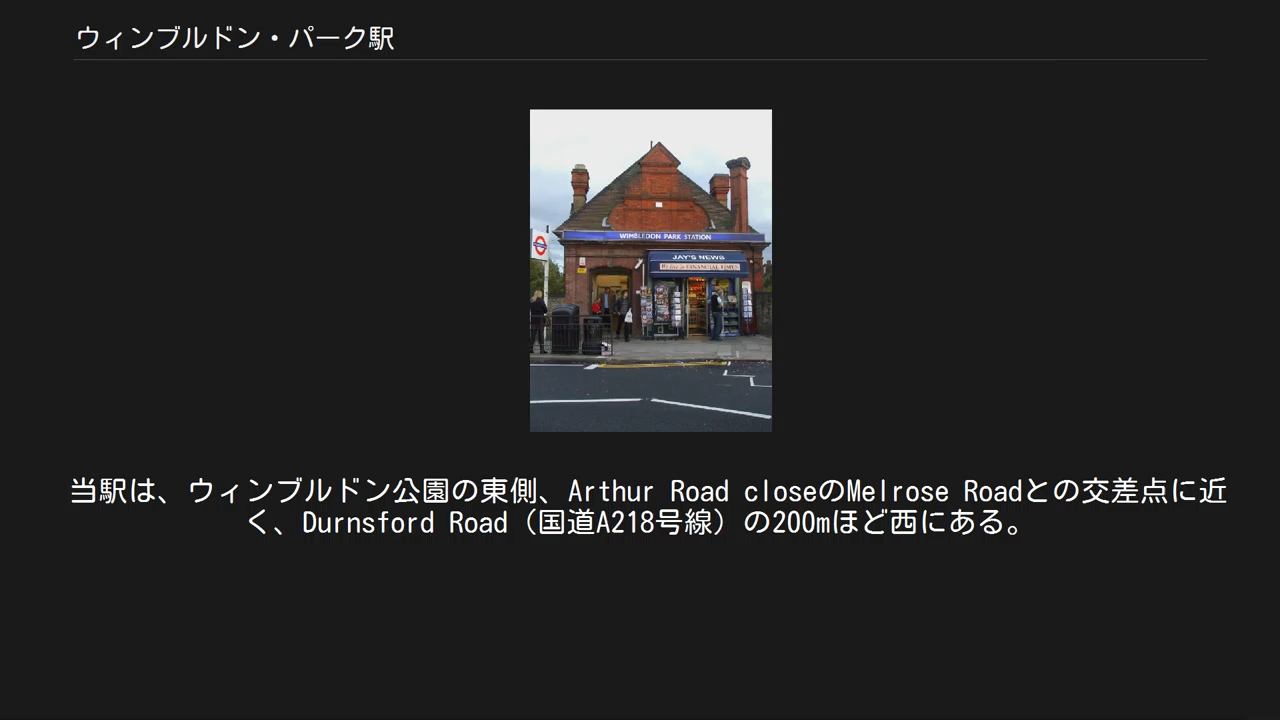 ウィンブルドン・パーク駅
WIMBLEDON PARK STATION
JAY'S NEWS
FINANCIAL TIMES
当駅は、ウィンブルドン公園の東側、Arthur Road closeのMelrose Roadとの交差点に近
く、Durnsford Road（国道A218号線）の200mほど西にある。